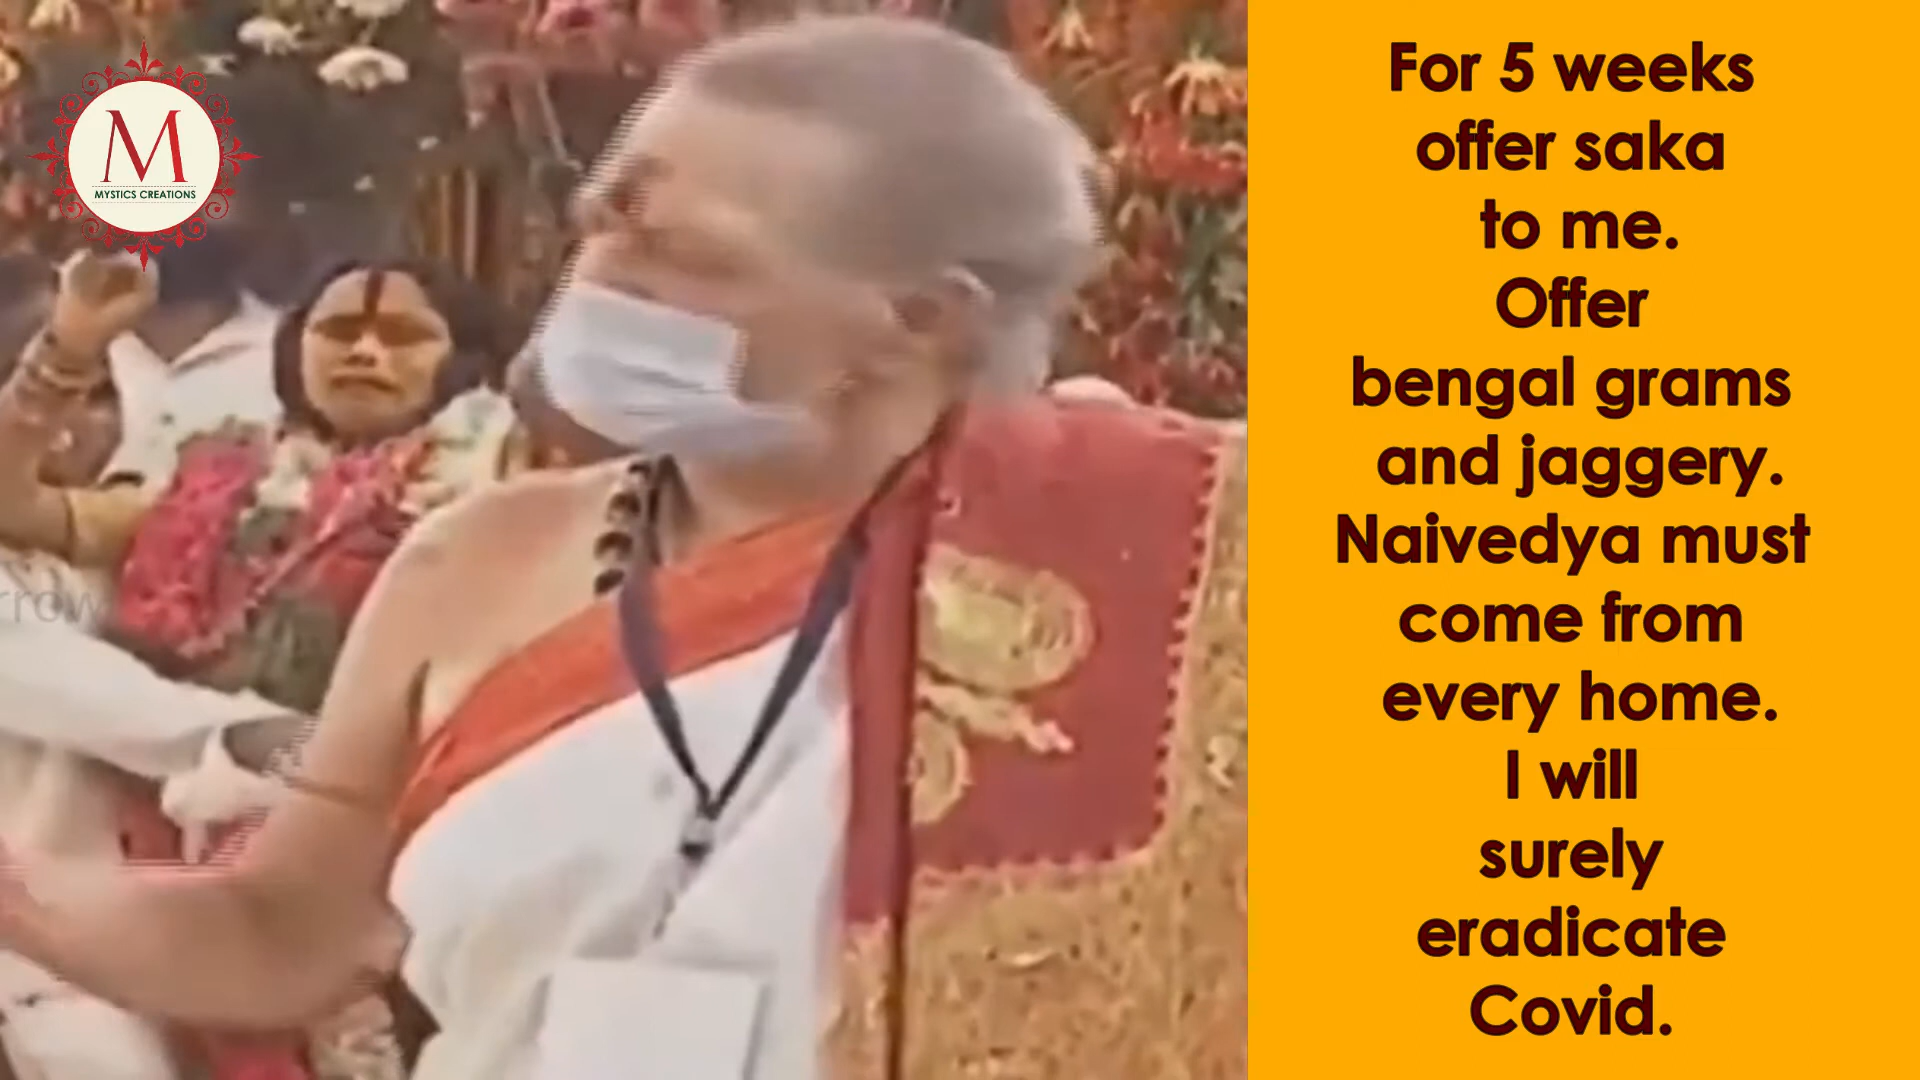 M
MYSTICS CREATIONS
rrow
For 5 weeks
offer saka
to me.
Offer
bengal grams
and jaggery.
Naivedya must
come from
every home.
I will
surely
eradicate
Covid.